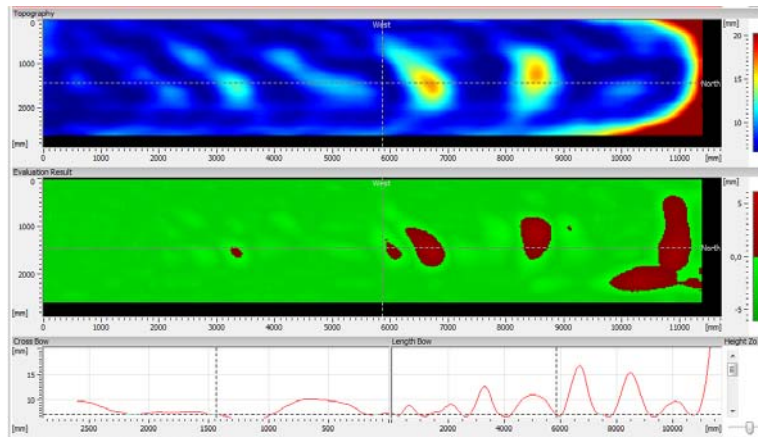 Topography
[mm]
0
West
20
1000
15
North
2000
10
[mm]
0 1000 2000 3000 4000 5000 6000 7000 8000 9000 10000 11000
Evaluation Result
[mm]
0
West
5
1000
0,0
North
2000
-5
[mm]
0 1000 2000 3000 4000 5000 6000 7000 8000 9000 10000 11000
Cross Bow Length Bow Height Zo
[mm]
15
10
2500 2000 1500 1000 500 0 2000 4000 6000 8000 10000 [mm]